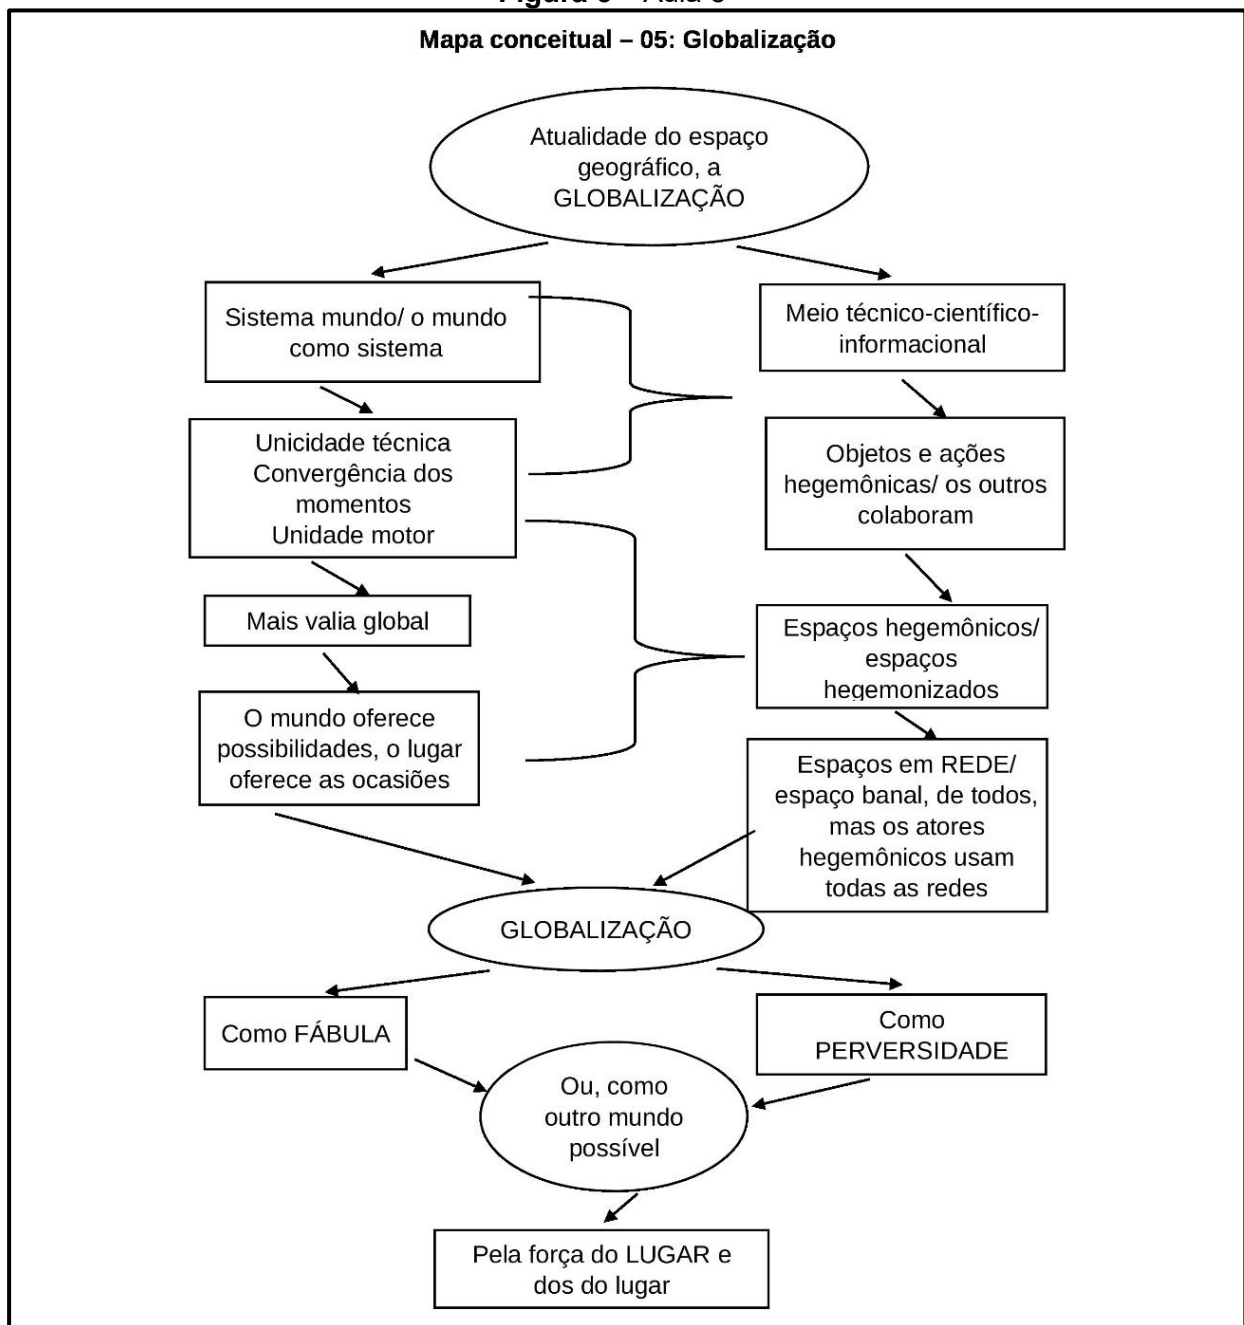 Mapa conceitual – 05: Globalização
Atualidade do espaço
geográfico, a
GLOBALIZAÇÃO
Sistema mundo/ o mundo
como sistema
Meio técnico-científico-
informacional
Unicidade técnica
Convergência dos
momentos
Unidade motor
Objetos e ações
hegemônicas/ os outros
colaboram
Mais valia global
Espaços hegemônicos/
espaços
hegemonizados
O mundo oferece
possibilidades, o lugar
oferece as ocasiões
Espaços em REDE/
espaço banal, de todos,
mas os atores
hegemônicos usam
todas as redes
GLOBALIZAÇÃO
Como FÁBULA
Como
PERVERSIDADE
Ou, como
outro mundo
possível
Pela força do LUGAR e
dos do lugar